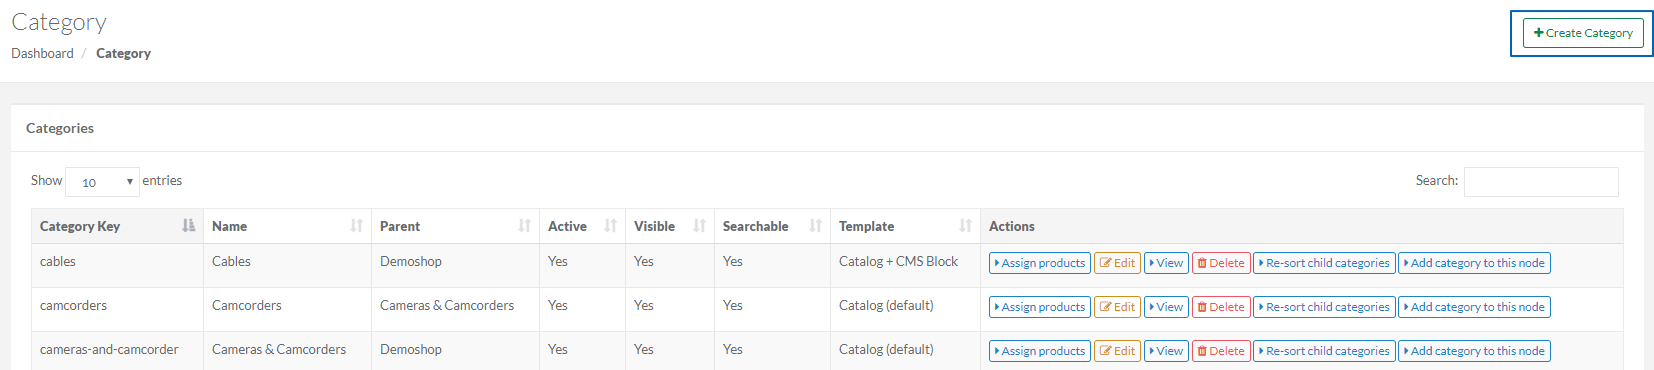 Category
Create Category
Dashboard / Category
Categories
Show 10 entries
Search:
Category Key Name Parent Active Visible Searchable Template Actions
cables Cables Demoshop Yes Yes Yes Catalog + CMS Block Assign products Edit View Delete Re-sort child categories Add category to this node
camcorders Camcorders Cameras & Camcorders Yes Yes Yes Catalog (default) Assign products Edit View Delete Re-sort child categories Add category to this node
cameras-and-camcorder Cameras & Camcorders Demoshop Yes Yes Yes Catalog (default) Assign products Edit View Delete Re-sort child categories Add category to this node